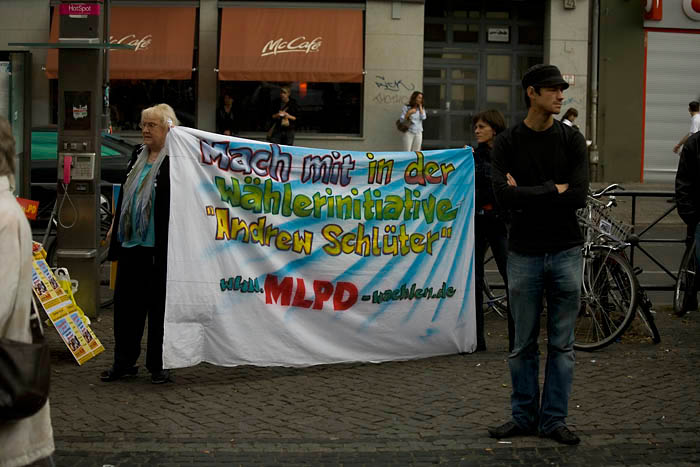 HotSpot
McCafé
McCafé
Mach mit in der
Wählerinitiative
"Andrew Schlüter"
www.MLPD-waehlen.de